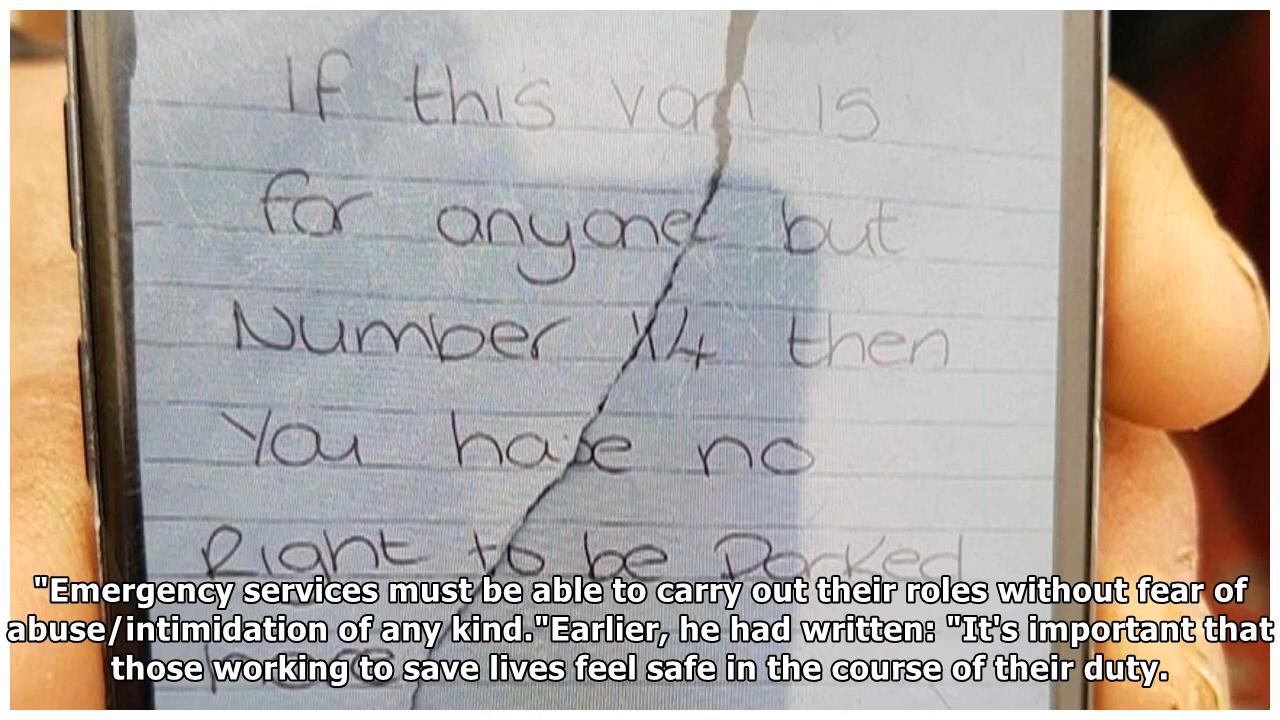 If this van is
for anyone but
Number 14 then
You have no
Right to be Parked
here
"Emergency services must be able to carry out their roles without fear of
abuse/intimidation of any kind."Earlier, he had written: "It's important that
those working to save lives feel safe in the course of their duty.